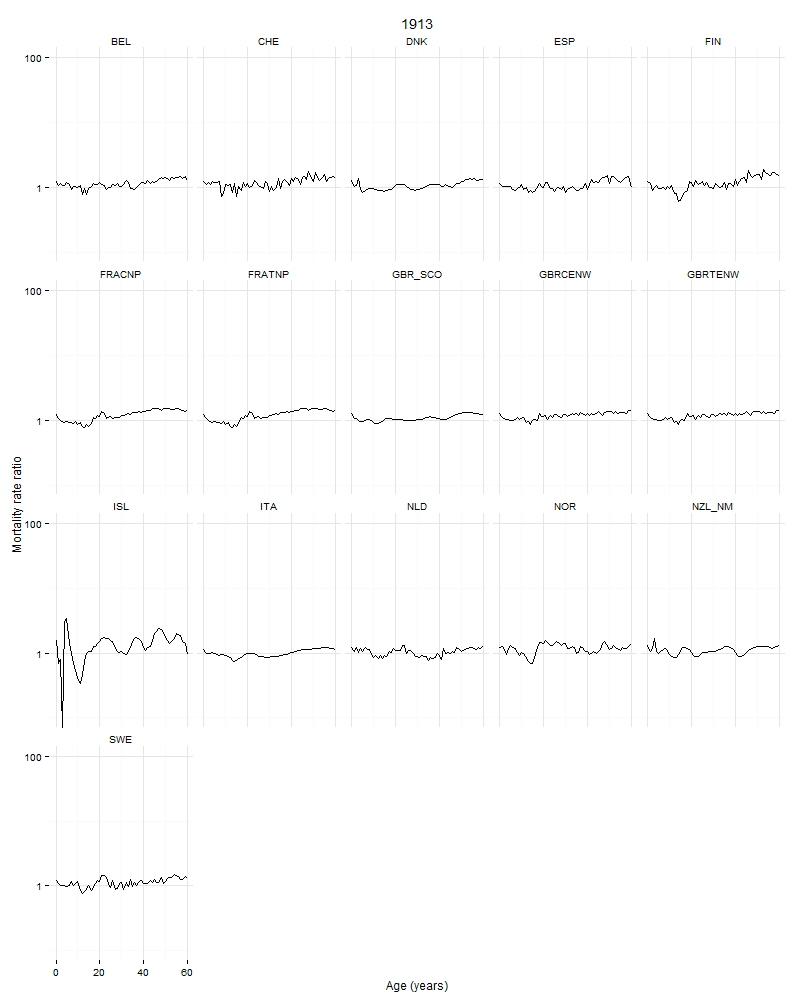 1913
BEL CHE DNK ESP FIN
100
1
FRACNP FRATNP GBR_SCO GBRCENW GBRTENW
100
1
Mortality rate ratio
ISL ITA NLD NOR NZL_NM
100
1
SWE
100
1
0 20 40 60
Age (years)